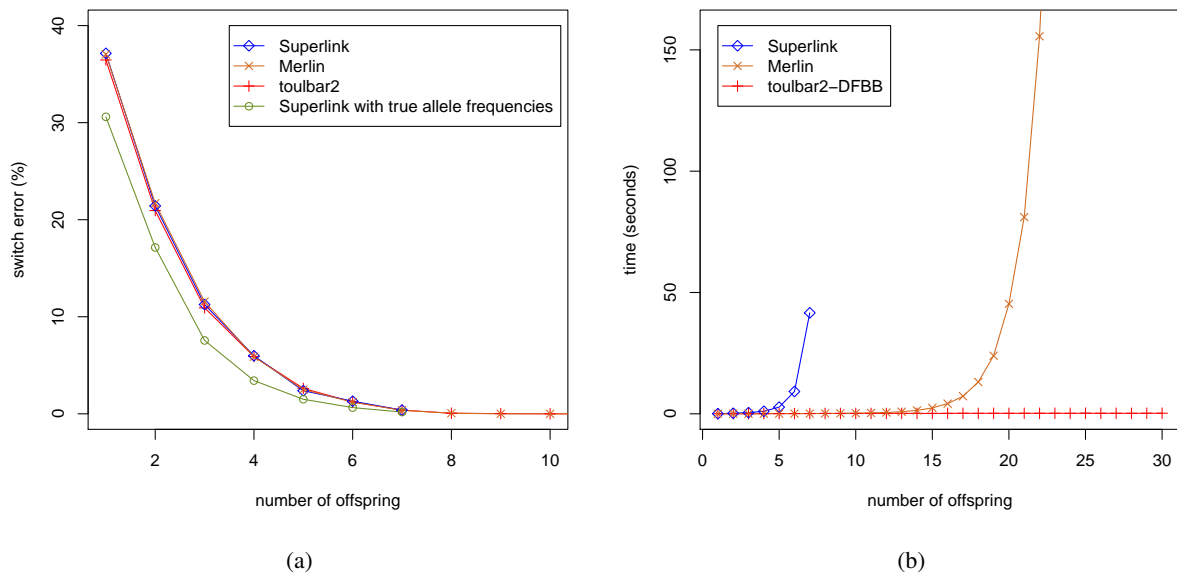 Superlink
Merlin
toulbar2
Superlink with true allele frequencies
switch error (%)
0
10
20
30
40
2 4 6 8 10
number of offspring
(a)
Superlink
Merlin
toulbar2−DFBB
time (seconds)
0
50
100
150
0 5 10 15 20 25 30
number of offspring
(b)